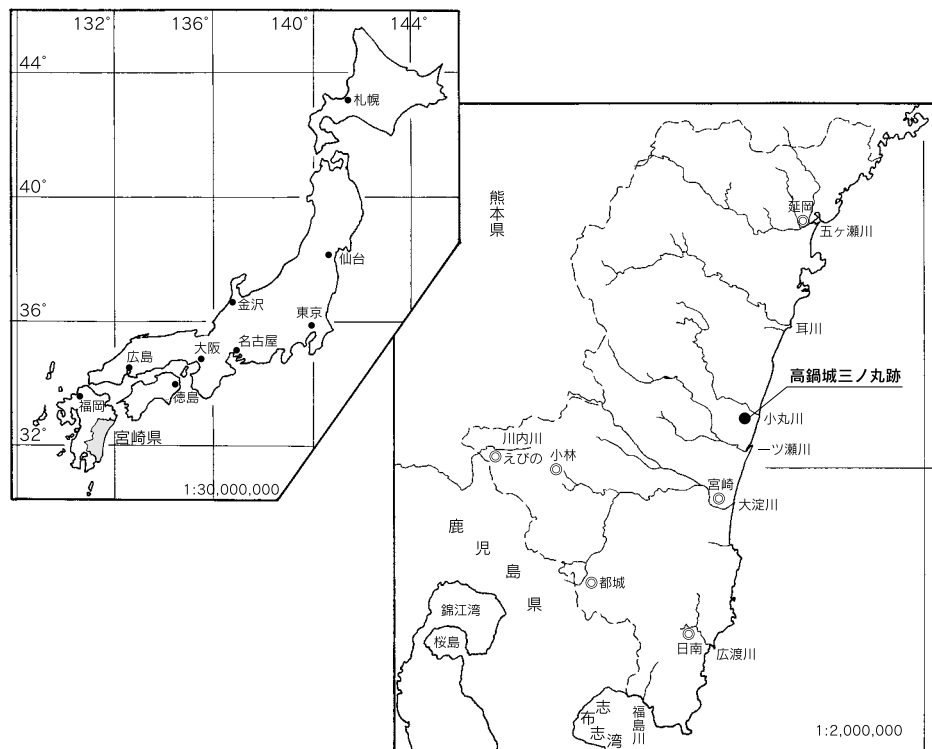 132°
136°
140°
144°
44°
40°
36°
32°
札幌
仙台
金沢
東京
名古屋
大阪
広島
徳島
福岡
宮崎県
1:30,000,000
熊本県
延岡
五ヶ瀬川
耳川
高鍋城三ノ丸跡
小丸川
一ツ瀬川
川内川
えびの
小林
宮崎
大淀川
鹿児島県
都城
錦江湾
桜島
日南
広渡川
志布志湾
福島川
1:2,000,000